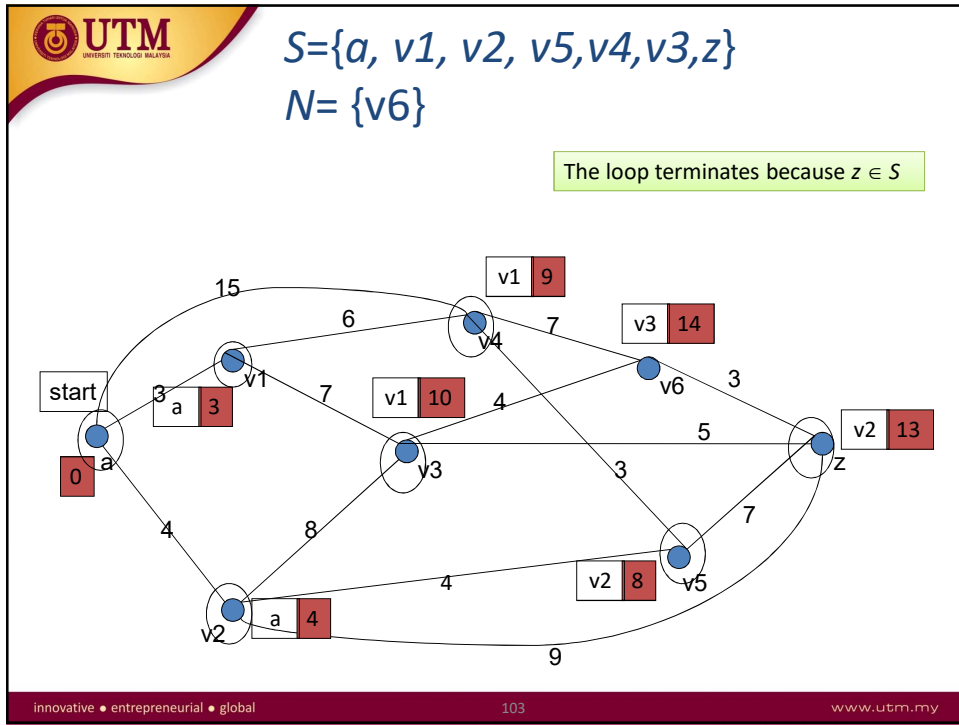 UTM
UNIVERSITI TEKNOLOGI MALAYSIA
S={a, v1, v2, v5,v4,v3,z}
N= {v6}
The loop terminates because z ∈ S
v1 9
15
6
v4
7
v3 14
v1
start
3
a 3
7
v1 10
4
v6
3
a
0
v3
5
v2 13
z
3
4
8
7
4
v2 8
v5
v2
a 4
9
innovative ● entrepreneurial ● global
103
www.utm.my